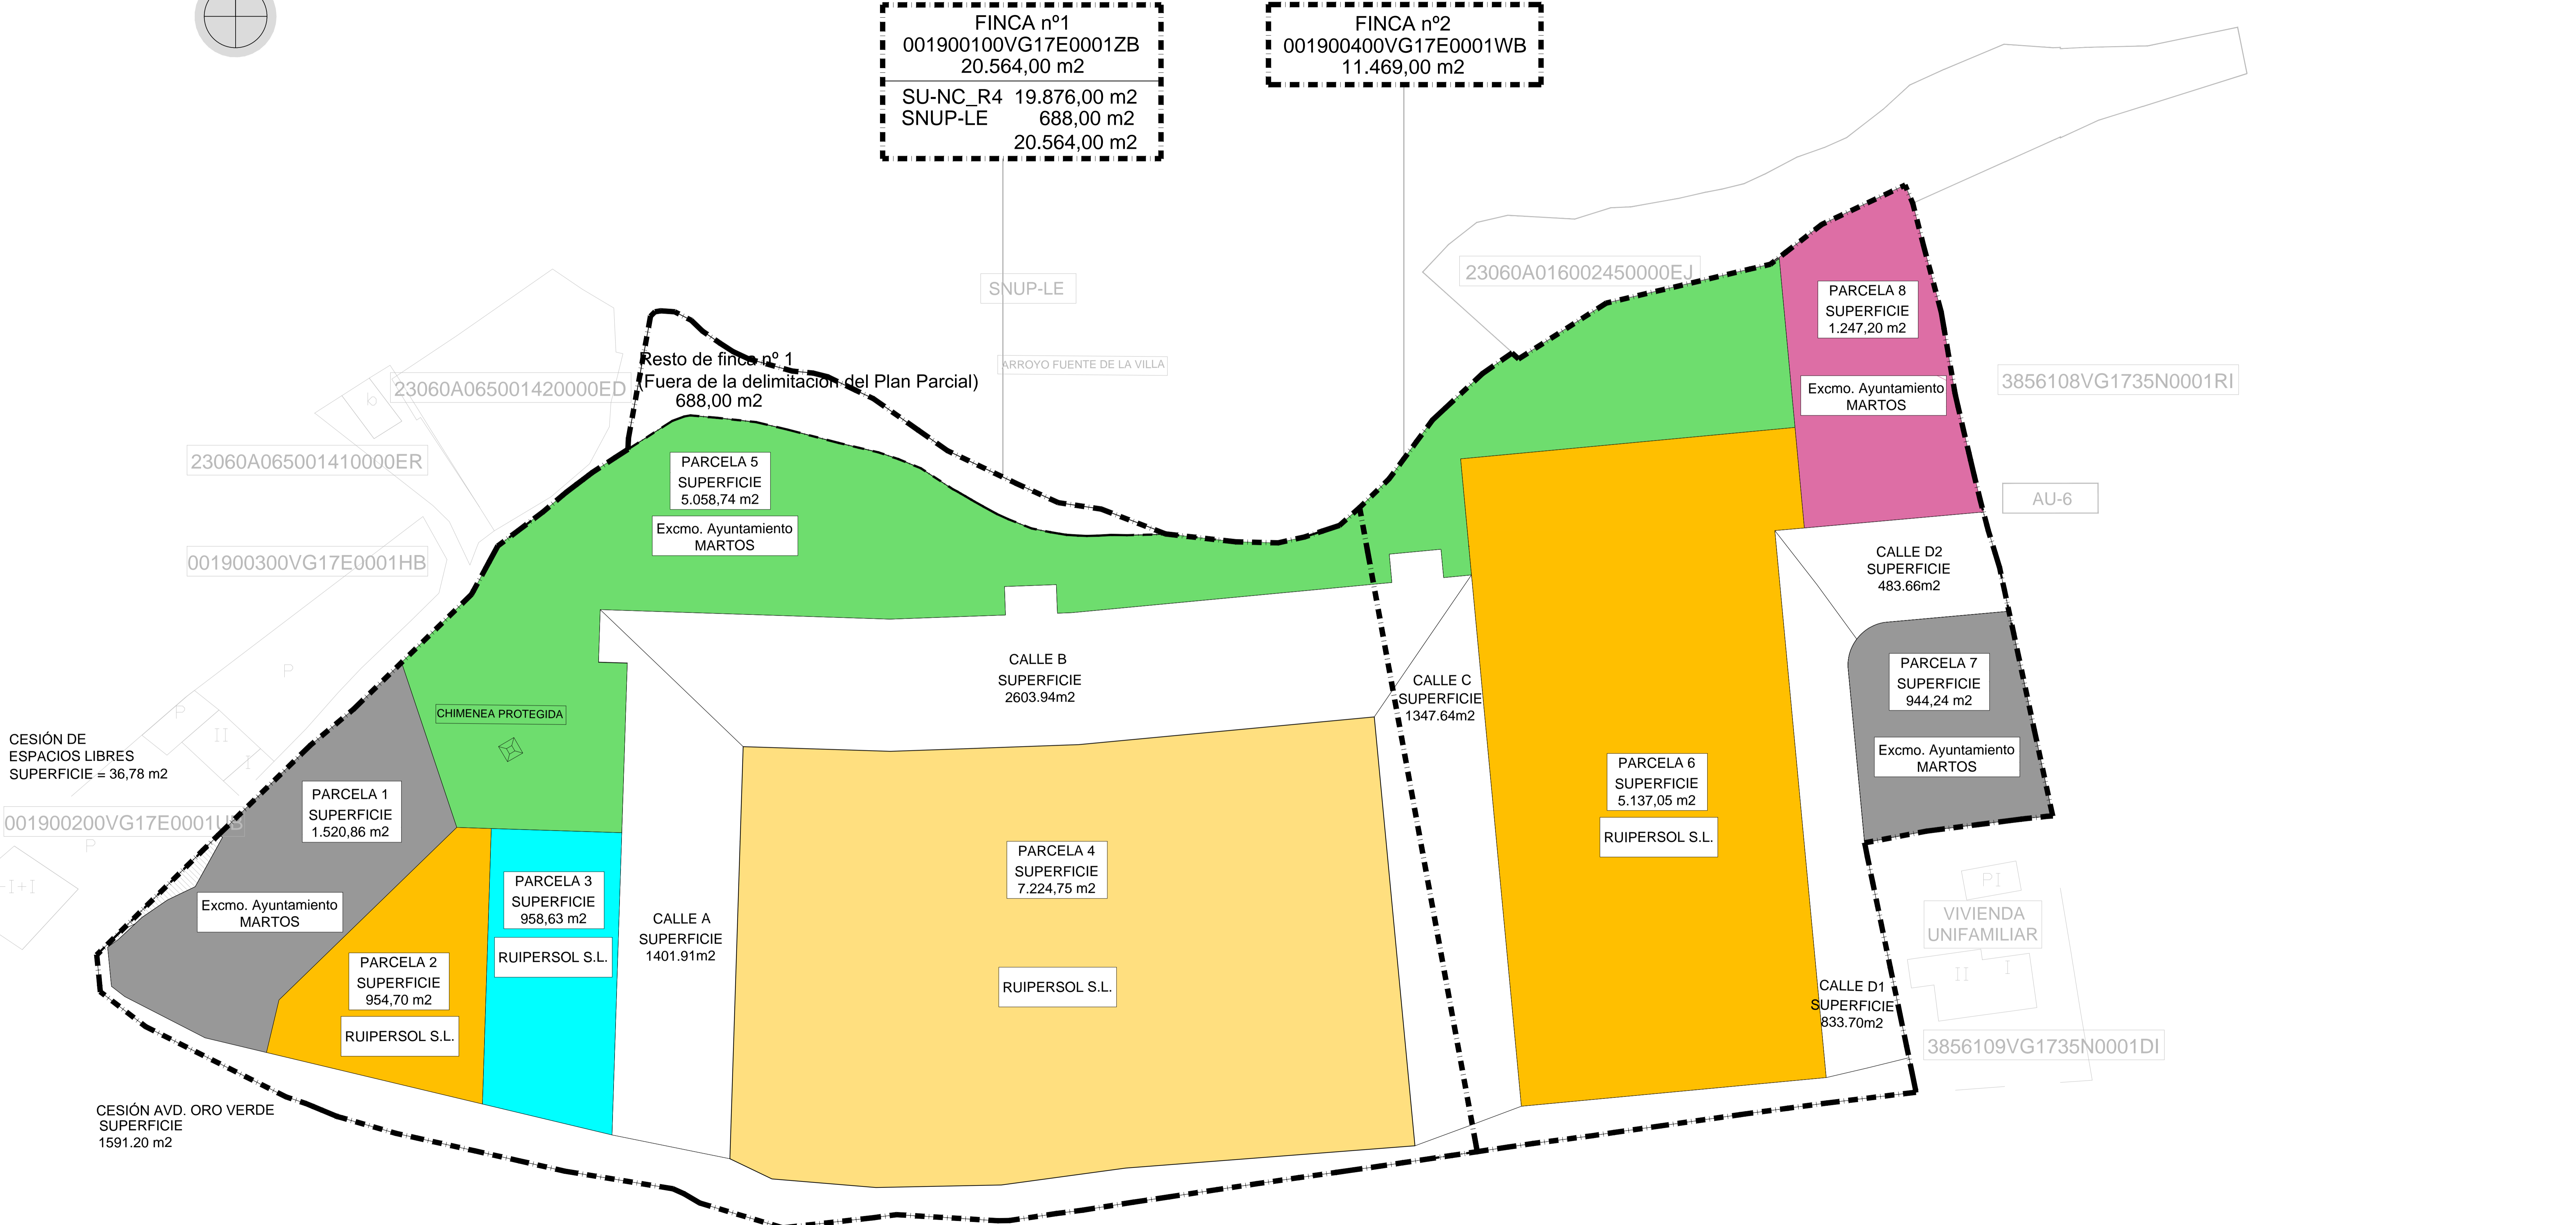 FINCA nº1
001900100VG17E0001ZB
20.564,00 m2
SU-NC_R4 19.876,00 m2
SNUP-LE 688,00 m2
20.564,00 m2
FINCA nº2
001900400VG17E0001WB
11.469,00 m2
SNUP-LE
23060A016002450000EJ
PARCELA 8
SUPERFICIE
1.247,20 m2
Excmo. Ayuntamiento
MARTOS
Resto de finca nº 1
(Fuera de la delimitación del Plan Parcial)
688,00 m2
ARROYO FUENTE DE LA VILLA
23060A065001420000ED
b
3856108VG1735N0001RI
23060A065001410000ER
PARCELA 5
SUPERFICIE
5.058,74 m2
Excmo. Ayuntamiento
MARTOS
AU-6
001900300VG17E0001HB
CALLE D2
SUPERFICIE
483.66m2
P
CALLE B
SUPERFICIE
2603.94m2
CALLE C
SUPERFICIE
1347.64m2
PARCELA 7
SUPERFICIE
944,24 m2
Excmo. Ayuntamiento
MARTOS
CHIMENEA PROTEGIDA
P
II
I
CESIÓN DE
ESPACIOS LIBRES
SUPERFICIE = 36,78 m2
PARCELA 1
SUPERFICIE
1.520,86 m2
PARCELA 6
SUPERFICIE
5.137,05 m2
RUIPERSOL S.L.
001900200VG17E0001UB
P
PARCELA 4
SUPERFICIE
7.224,75 m2
PARCELA 3
SUPERFICIE
958,63 m2
-I+I
PI
Excmo. Ayuntamiento
MARTOS
VIVIENDA
UNIFAMILIAR
CALLE A
SUPERFICIE
1401.91m2
RUIPERSOL S.L.
PARCELA 2
SUPERFICIE
954,70 m2
RUIPERSOL S.L.
II
I
CALLE D1
SUPERFICIE
833.70m2
RUIPERSOL S.L.
3856109VG1735N0001DI
CESIÓN AVD. ORO VERDE
SUPERFICIE
1591.20 m2